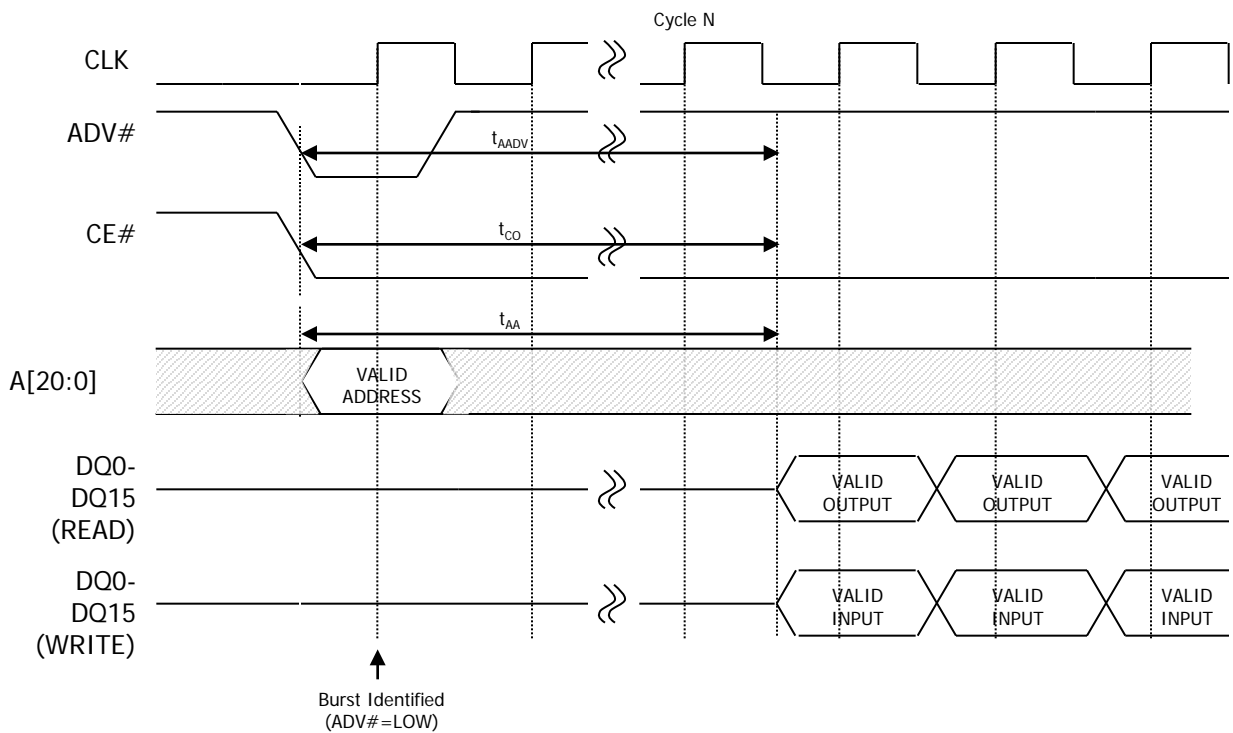 Cycle N
CLK
ADV#
tAADV
CE#
tCO
tAA
A[20:0]
VALID
ADDRESS
DQ0-
DQ15
(READ)
VALID
OUTPUT
VALID
OUTPUT
VALID
OUTPUT
DQ0-
DQ15
(WRITE)
VALID
INPUT
VALID
INPUT
VALID
INPUT
Burst Identified
(ADV#=LOW)